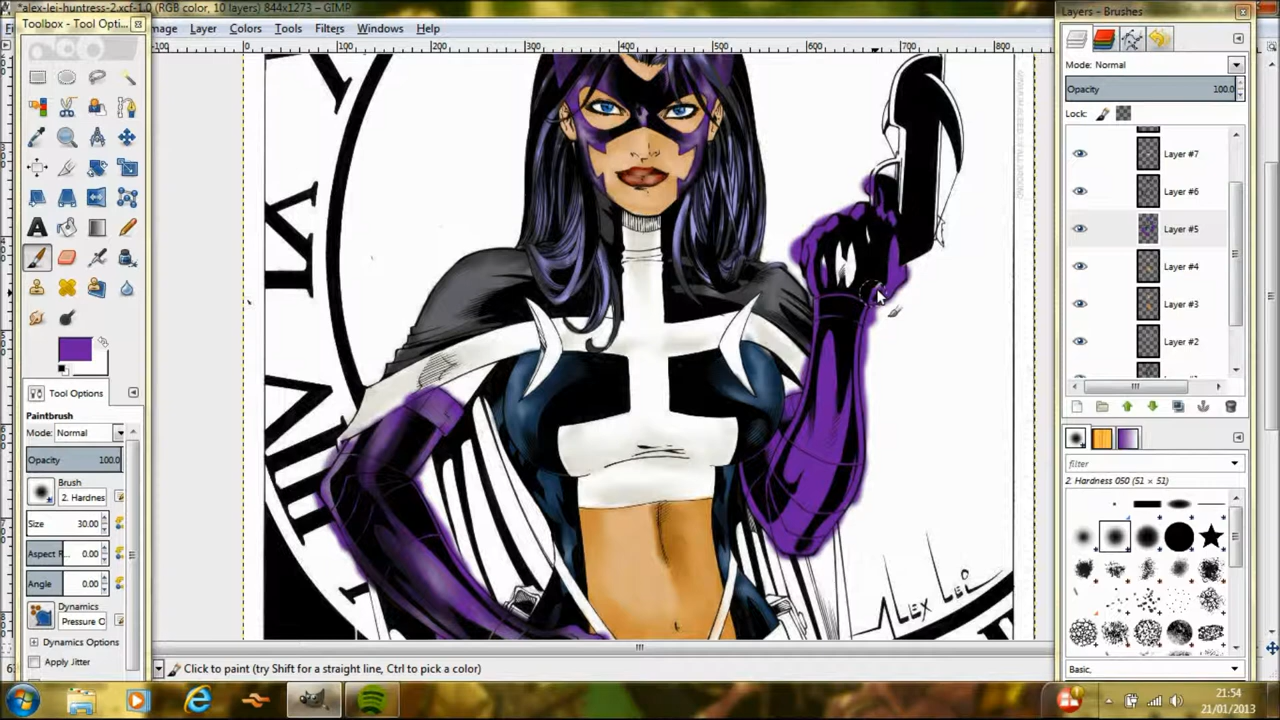 *alex-lei-huntress-2.xcf-1.0 (RGB color, 10 layers) 844x1273 – GIMP
Toolbox - Tool Opti...
Layers - Brushes
Image Layer Colors Tools Filters Windows Help
-100 0 100 200 300 400 500 600 700 800
Mode: Normal
Opacity 100.0
Lock:
Layer #7
Layer #6
Layer #5
Layer #4
Layer #3
Layer #2
Tool Options
Paintbrush
Mode: Normal
Opacity 100.0
Brush
2. Hardness
Size 30.00
Aspect R... 0.00
Angle 0.00
Dynamics
Pressure O
Dynamics Options
Apply Jitter
filter
2. Hardness 050 (51 × 51)
Basic,
ALEX LEI
Click to paint (try Shift for a straight line, Ctrl to pick a color)
21:54
21/01/2013